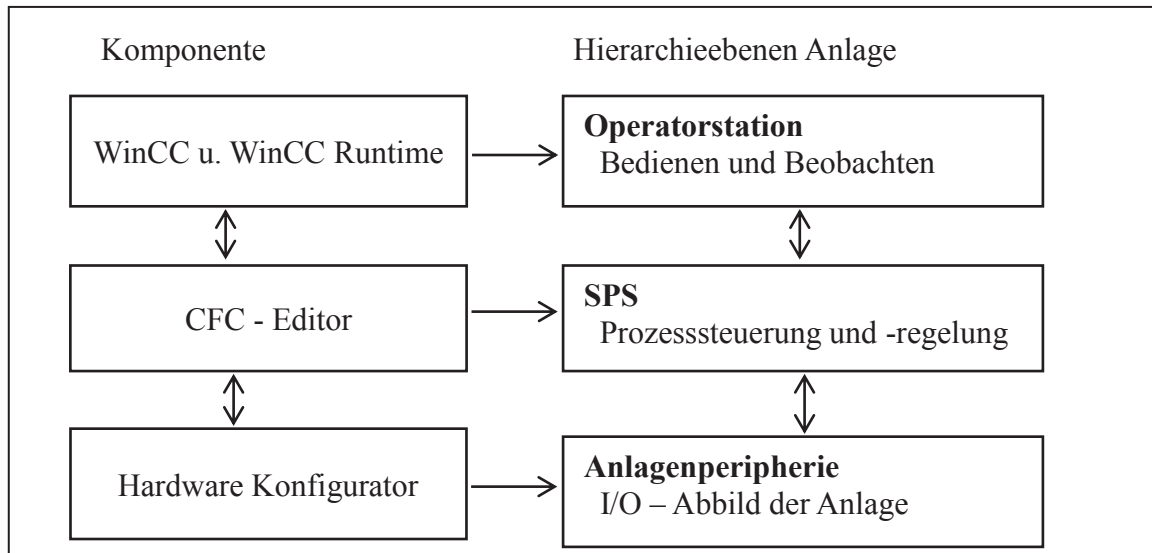 Komponente
Hierarchieebenen Anlage
WinCC u. WinCC Runtime
Operatorstation
Bedienen und Beobachten
CFC - Editor
SPS
Prozesssteuerung und -regelung
Hardware Konfigurator
Anlagenperipherie
I/O – Abbild der Anlage